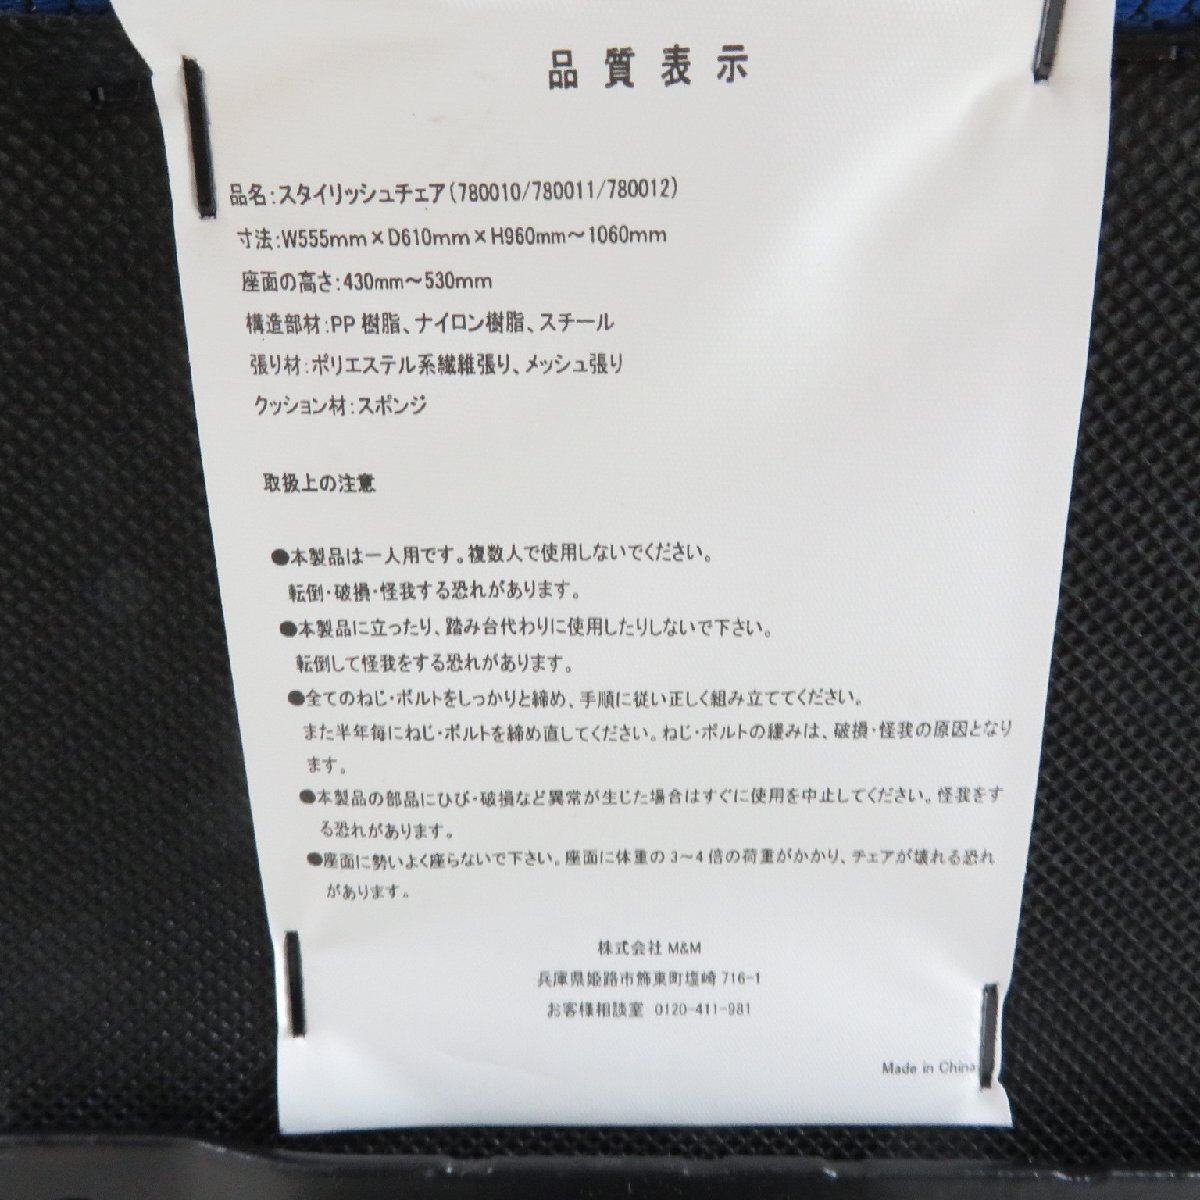 品質表示
品名:スタイリッシュチェア(780010/780011/780012)
寸法:W555mm×D610mm×H960mm～1060mm
座面の高さ:430mm～530mm
構造部材:PP樹脂、ナイロン樹脂、スチール
張り材:ポリエステル系繊維張り、メッシュ張り
クッション材:スポンジ
取扱上の注意
●本製品は一人用です。複数人で使用しないでください。
転倒・破損・怪我する恐れがあります。
●本製品に立ったり、踏み台代わりに使用したりしないで下さい。
転倒して怪我をする恐れがあります。
●全てのねじ・ボルトをしっかりと締め、手順に従い正しく組み立ててください。
また半年毎にねじ・ボルトを締め直してください。ねじ・ボルトの緩みは、破損・怪我の原因となり
ます。
●本製品の部品にひび・破損など異常が生じた場合はすぐに使用を中止してください。怪我をす
る恐れがあります。
●座面に勢いよく座らないで下さい。座面に体重の3～4倍の荷重がかかり、チェアが壊れる恐れ
があります。
株式会社 M&M
兵庫県姫路市飾東町塩崎 716-1
お客様相談室 0120-411-981
Made in China